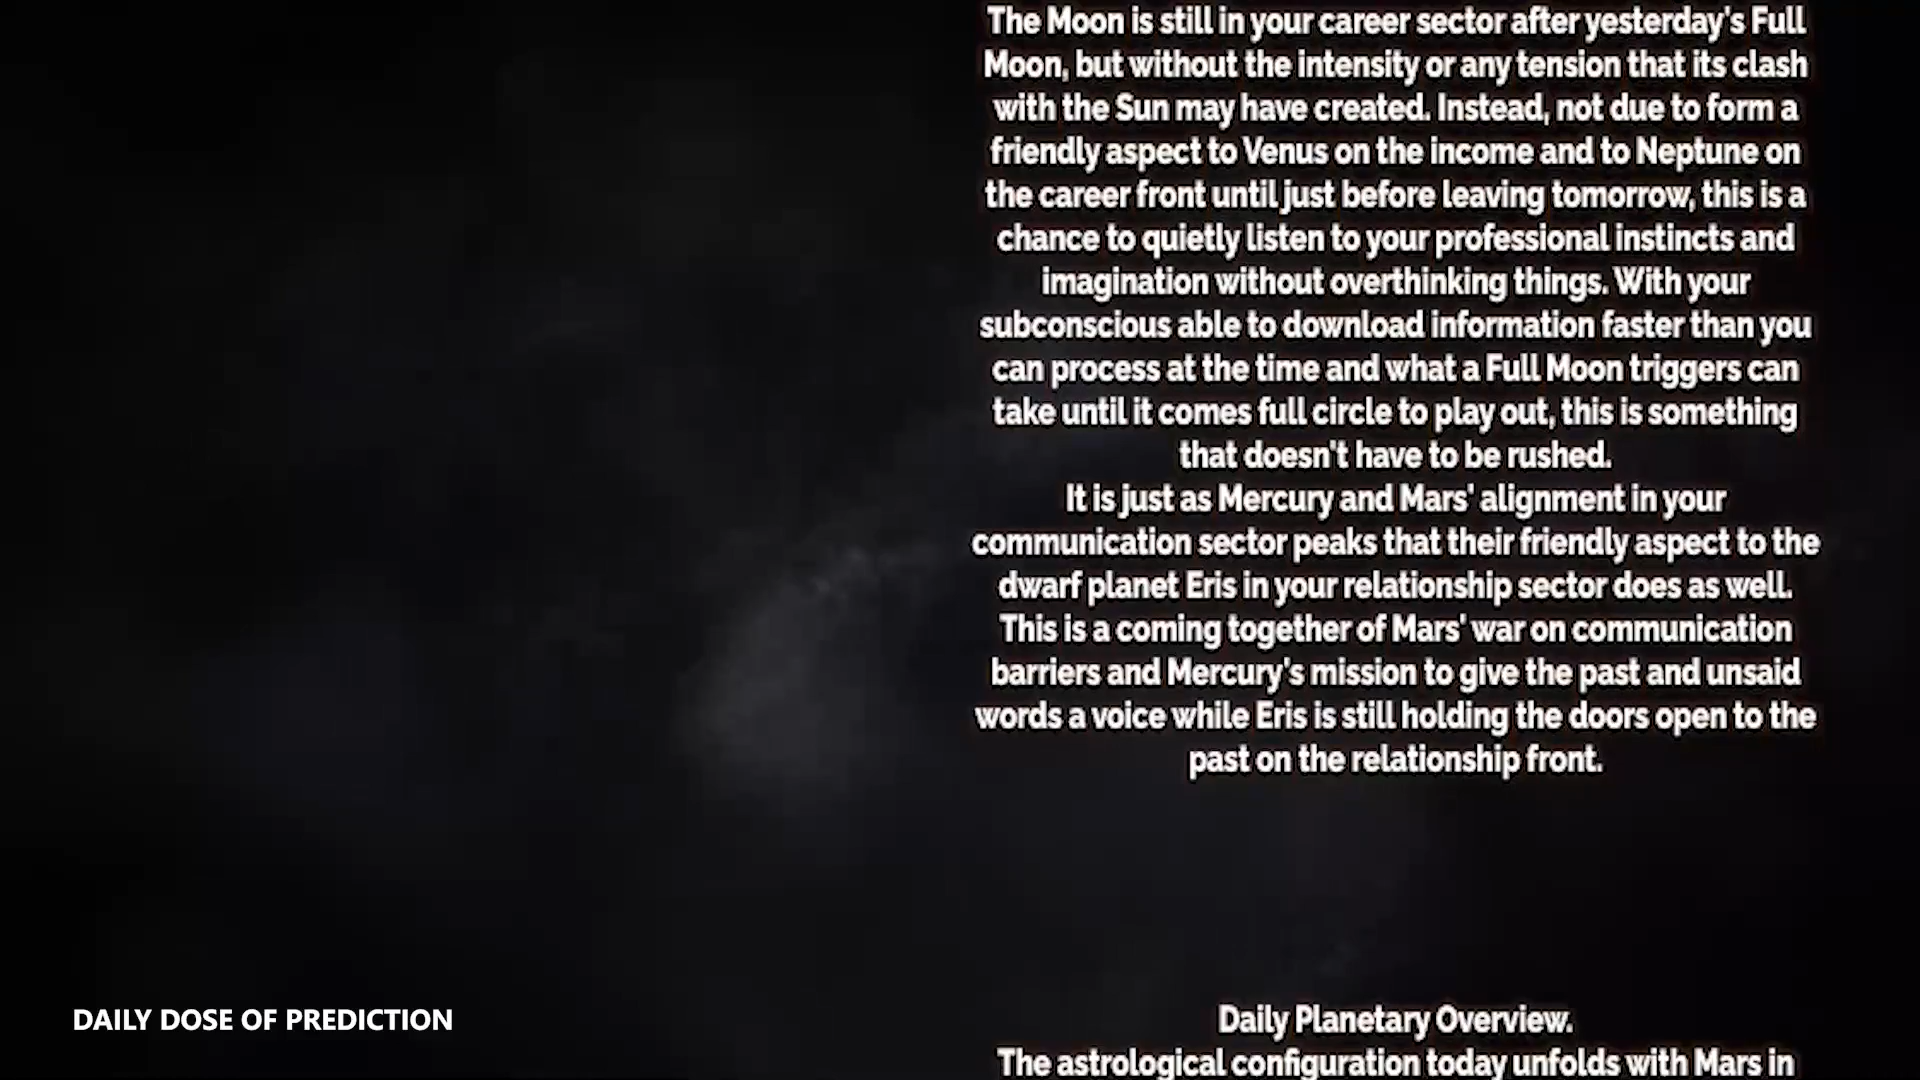 The Moon is still in your career sector after yesterday's Full
Moon, but without the intensity or any tension that its clash
with the Sun may have created. Instead, not due to form a
friendly aspect to Venus on the income and to Neptune on
the career front until just before leaving tomorrow, this is a
chance to quietly listen to your professional instincts and
imagination without overthinking things. With your
subconscious able to download information faster than you
can process at the time and what a Full Moon triggers can
take until it comes full circle to play out, this is something
that doesn't have to be rushed.
It is just as Mercury and Mars' alignment in your
communication sector peaks that their friendly aspect to the
dwarf planet Eris in your relationship sector does as well.
This is a coming together of Mars' war on communication
barriers and Mercury's mission to give the past and unsaid
words a voice while Eris is still holding the doors open to the
past on the relationship front.
DAILY DOSE OF PREDICTION
Daily Planetary Overview.
The astrological configuration today unfolds with Mars in